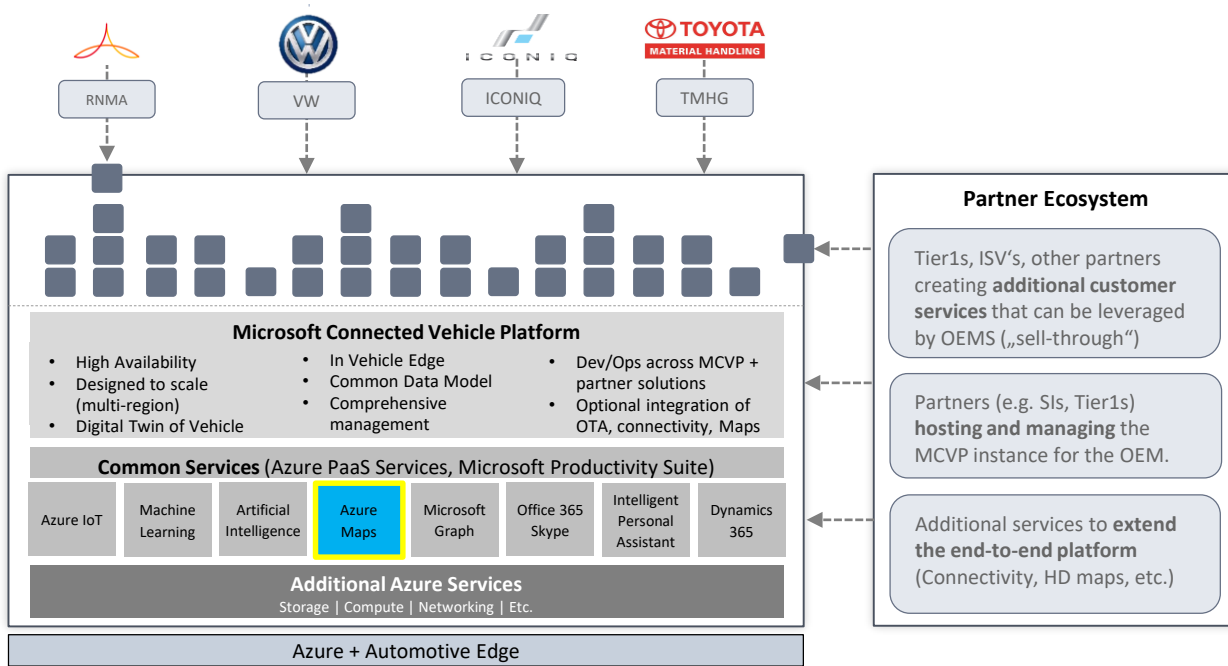 ICONIQ
TOYOTA
MATERIAL HANDLING
RNMA
VW
ICONIQ
TMHG
Partner Ecosystem
Tier1s, ISV‘s, other partners
creating additional customer
services that can be leveraged
by OEMS („sell-through“)
Partners (e.g. SIs, Tier1s)
hosting and managing the
MCVP instance for the OEM.
Additional services to extend
the end-to-end platform
(Connectivity, HD maps, etc.)
Microsoft Connected Vehicle Platform
• High Availability
• Designed to scale
(multi-region)
• Digital Twin of Vehicle
• In Vehicle Edge
• Common Data Model
• Comprehensive
management
• Dev/Ops across MCVP +
partner solutions
• Optional integration of
OTA, connectivity, Maps
Common Services (Azure PaaS Services, Microsoft Productivity Suite)
Azure IoT
Machine
Learning
Artificial
Intelligence
Azure
Maps
Microsoft
Graph
Office 365
Skype
Intelligent
Personal
Assistant
Dynamics
365
Additional Azure Services
Storage | Compute | Networking | Etc.
Azure + Automotive Edge